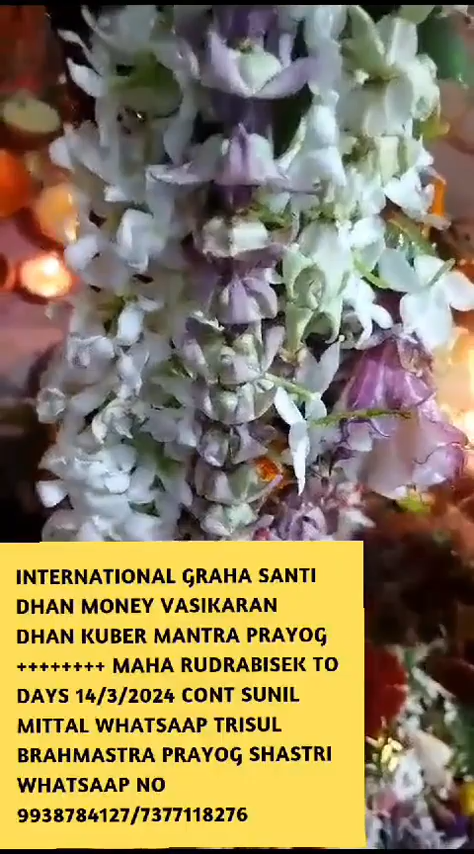 INTERNATIONAL GRAHA SANTI
DHAN MONEY VASIKARAN
DHAN KUBER MANTRA PRAYOG
++++++++ MAHA RUDRABISEK TO
DAYS 14/3/2024 CONT SUNIL
MITTAL WHATSAAP TRISUL
BRAHMASTRA PRAYOG SHASTRI
WHATSAAP NO
9938784127/7377118276